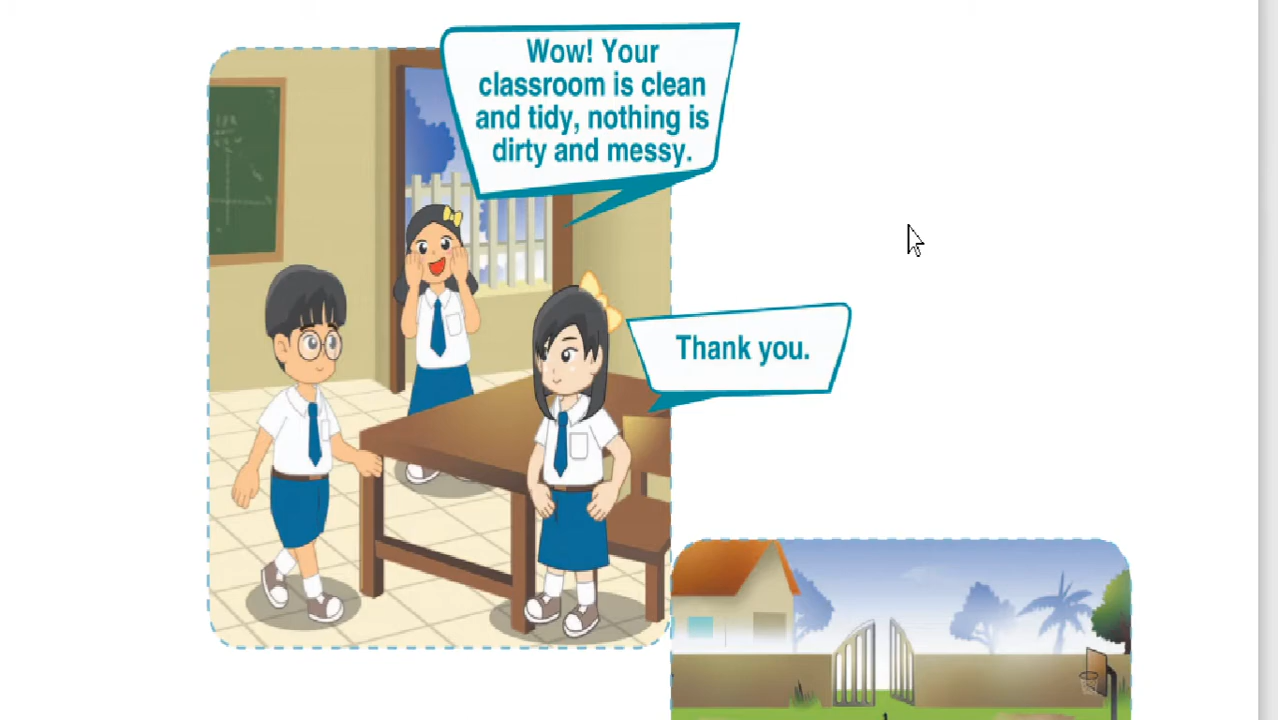 Wow! Your
classroom is clean
and tidy, nothing is
dirty and messy.
Thank you.